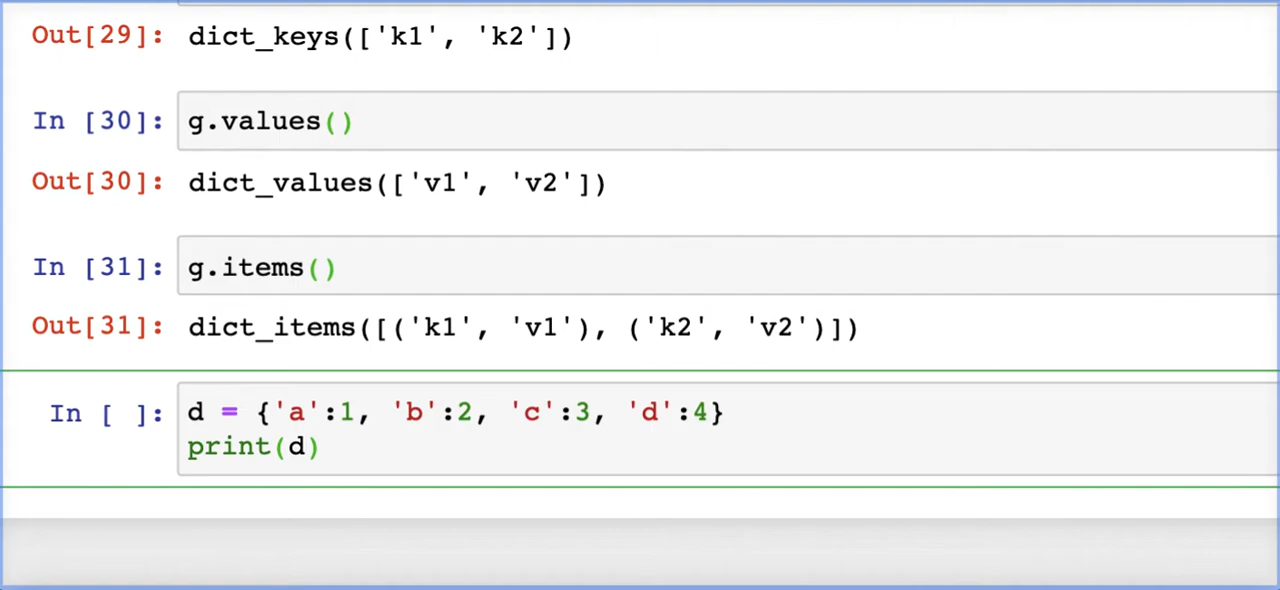 Out[29]: dict_keys(['k1', 'k2'])
In [30]: g.values()
Out[30]: dict_values(['v1', 'v2'])
In [31]: g.items()
Out[31]: dict_items([('k1', 'v1'), ('k2', 'v2')])
In [ ]: d = {'a':1, 'b':2, 'c':3, 'd':4}
print(d)